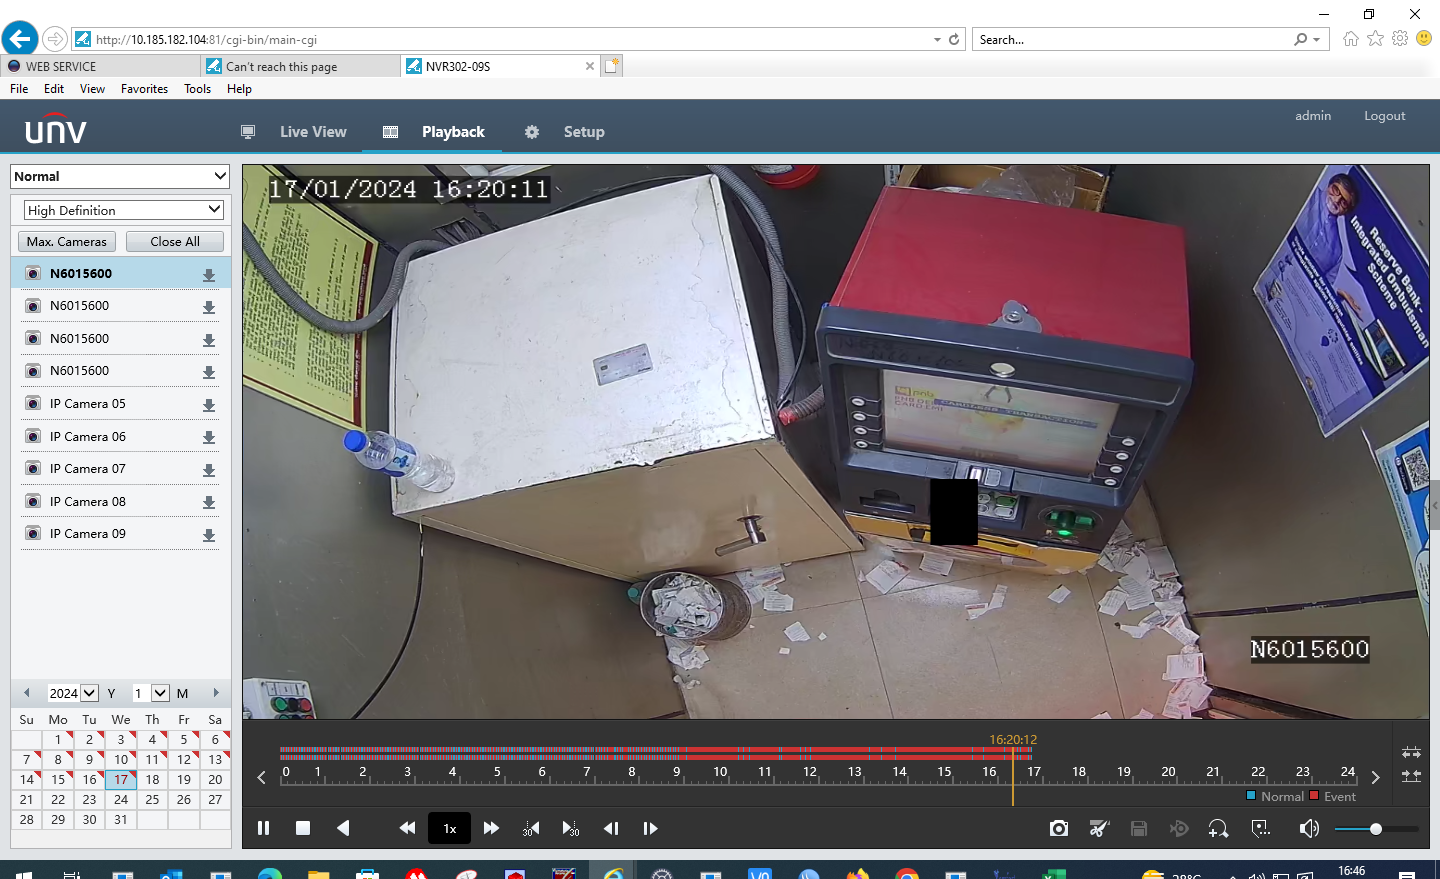 http://10.185.182.104:81/cgi-bin/main-cgi
Search...
WEB SERVICE
Can't reach this page
NVR302-09S
File Edit View Favorites Tools Help
unv
Live View
Playback
Setup
admin
Logout
Normal
High Definition
Max. Cameras
Close All
N6015600
N6015600
N6015600
N6015600
IP Camera 05
IP Camera 06
IP Camera 07
IP Camera 08
IP Camera 09
2024 Y 1 M
Su Mo Tu We Th Fr Sa
1 2 3 4 5 6
7 8 9 10 11 12 13
14 15 16 17 18 19 20
21 22 23 24 25 26 27
28 29 30 31
17/01/2024 16:20:11
Reserve Bank-
Integrated Ombudsman
Scheme
pnb
CARDLESS TRANSACTION
N6015600
16:20:12
0 1 2 3 4 5 6 7 8 9 10 11 12 13 14 15 16 17 18 19 20 21 22 23 24
Normal Event
1x
30 30
28°C
16:46